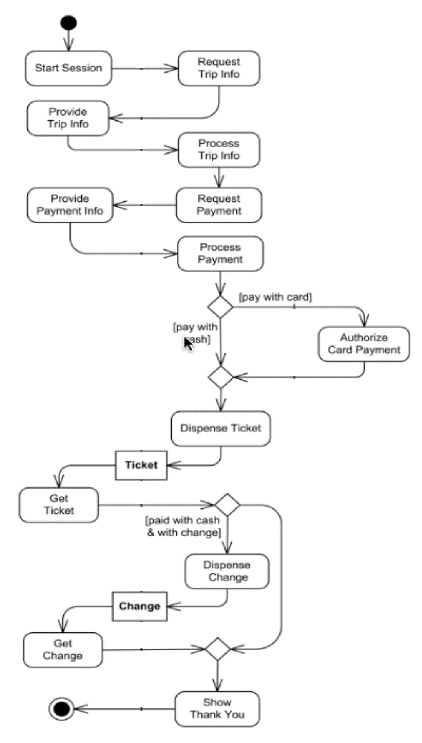 Start Session
Request
Trip Info
Provide
Trip Info
Process
Trip Info
Provide
Payment Info
Request
Payment
Process
Payment
[pay with card]
[pay with
cash]
Authorize
Card Payment
Dispense Ticket
Ticket
Get
Ticket
[paid with cash
& with change]
Dispense
Change
Change
Get
Change
Show
Thank You